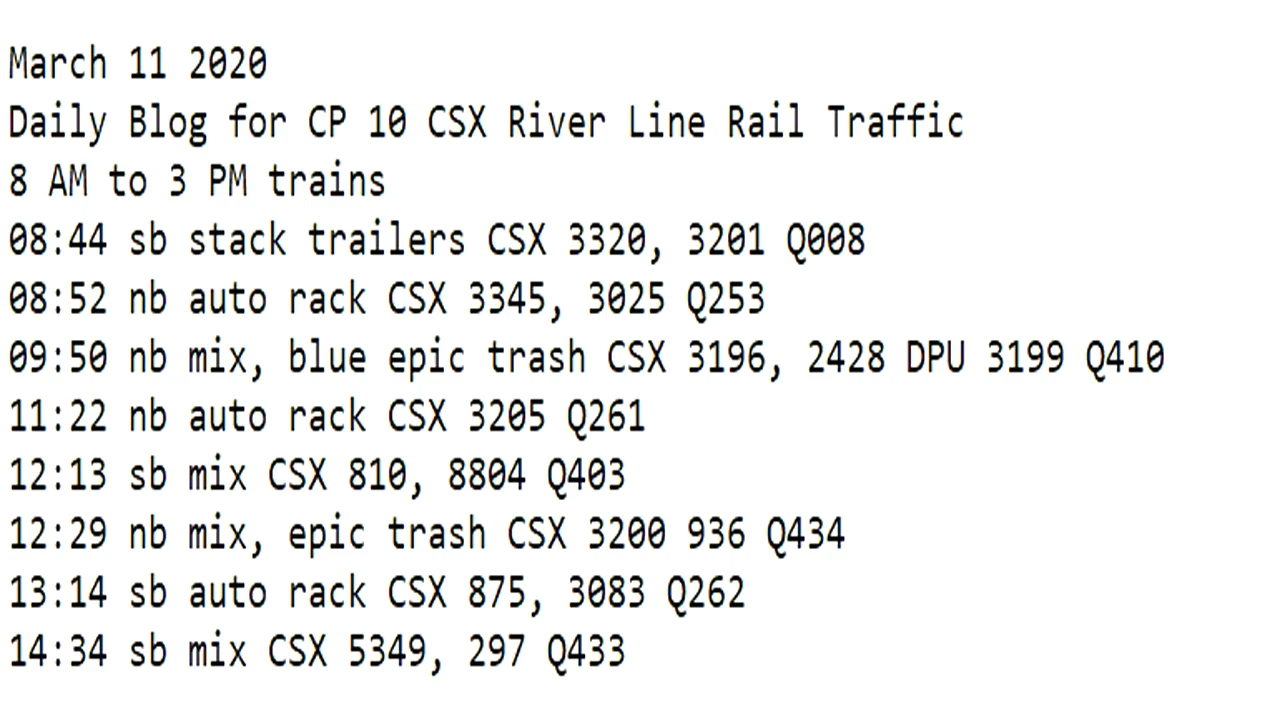 March 11 2020
Daily Blog for CP 10 CSX River Line Rail Traffic
8 AM to 3 PM trains
08:44 sb stack trailers CSX 3320, 3201 Q008
08:52 nb auto rack CSX 3345, 3025 Q253
09:50 nb mix, blue epic trash CSX 3196, 2428 DPU 3199 Q410
11:22 nb auto rack CSX 3205 Q261
12:13 sb mix CSX 810, 8804 Q403
12:29 nb mix, epic trash CSX 3200 936 Q434
13:14 sb auto rack CSX 875, 3083 Q262
14:34 sb mix CSX 5349, 297 Q433